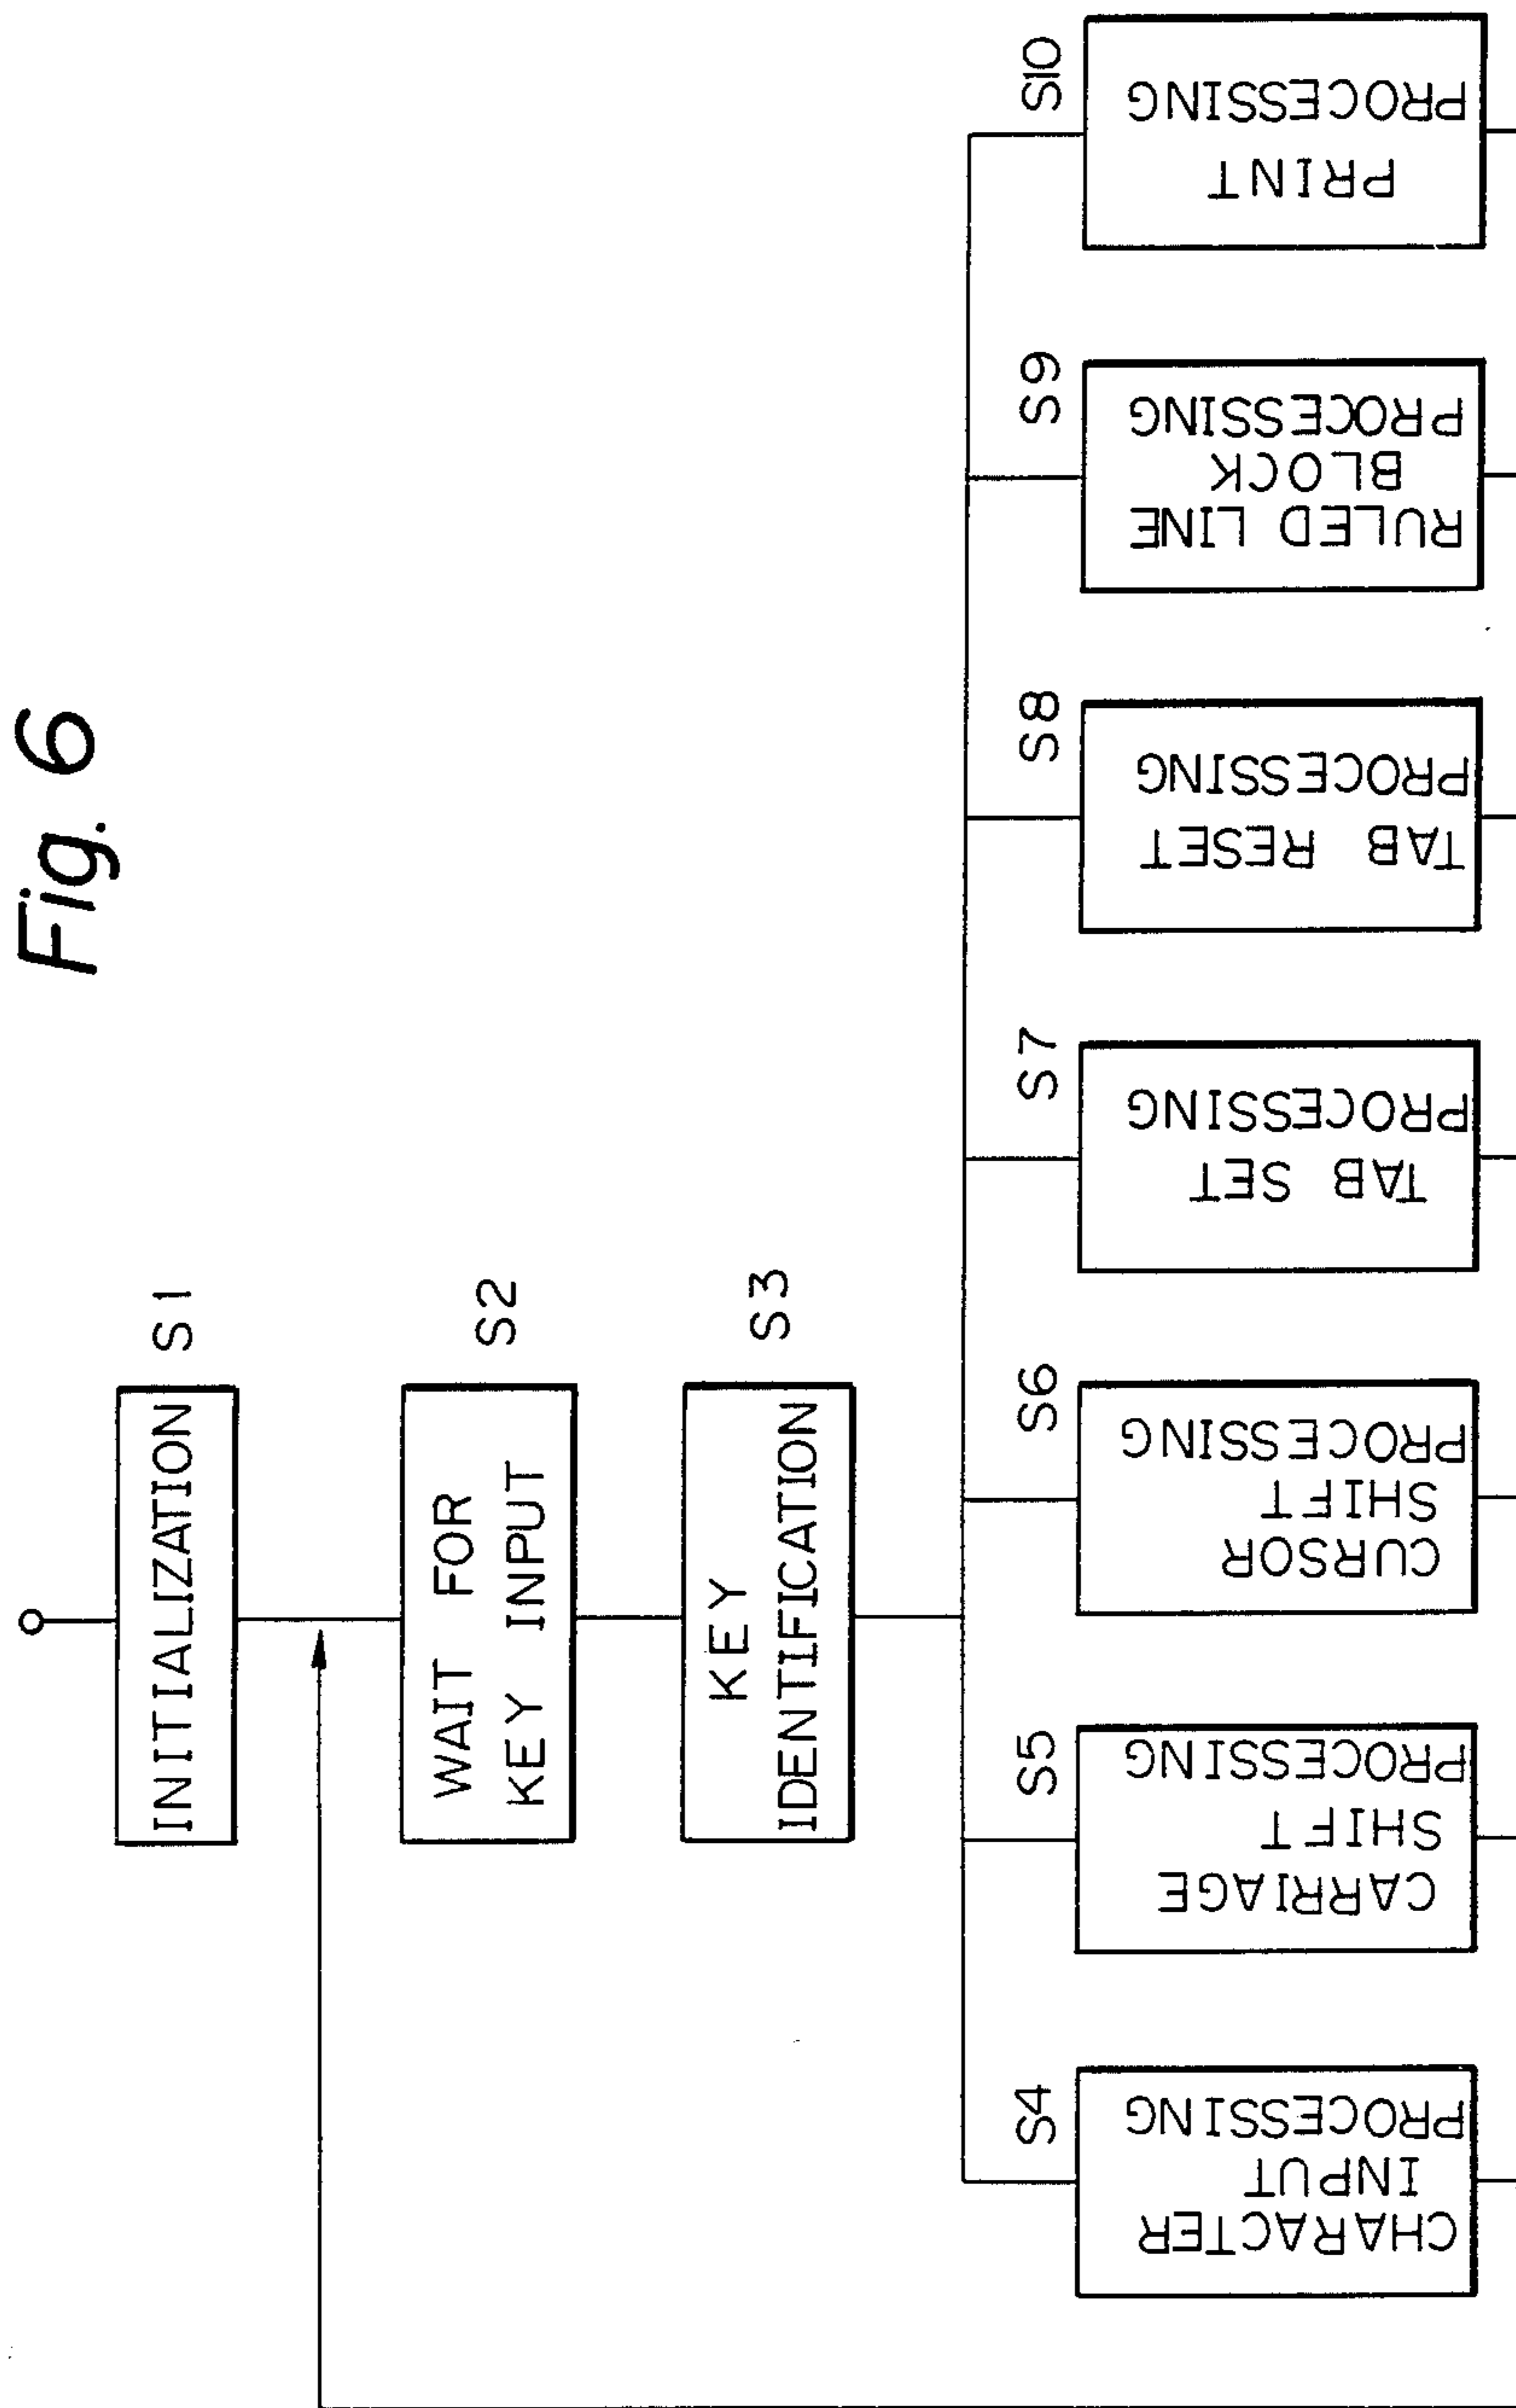 Fig. 6
INITIALIZATION
S1
WAIT FOR
KEY INPUT
S2
KEY
IDENTIFICATION
S3
S4
CHARACTER
INPUT
PROCESSING
S5
CARRIAGE
SHIFT
PROCESSING
S6
CURSOR
SHIFT
PROCESSING
S7
TAB SET
PROCESSING
S8
TAB RESET
PROCESSING
S9
RULED LINE
BLOCK
PROCESSING
S10
PRINT
PROCESSING